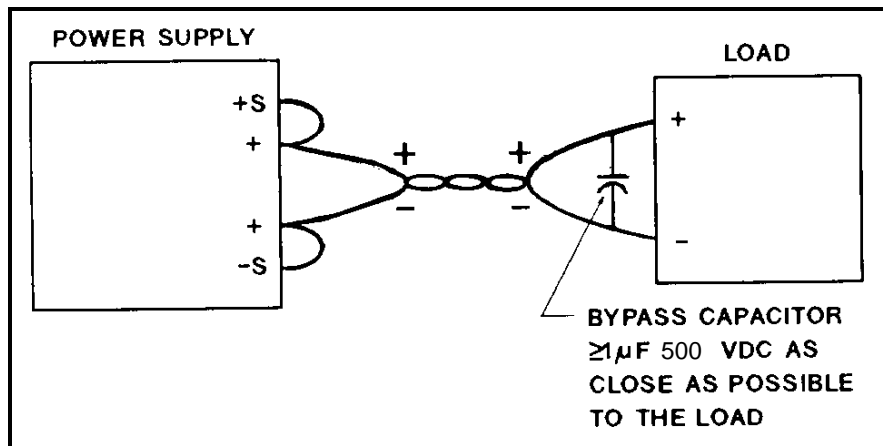 POWER SUPPLY
LOAD
+S
+
+
-S
+
-
+
-
+
-
BYPASS CAPACITOR
≥1µF 500 VDC AS
CLOSE AS POSSIBLE
TO THE LOAD